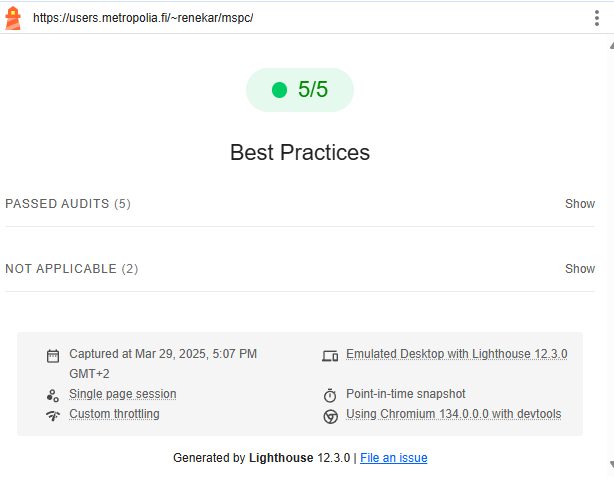 https://users.metropolia.fi/~renekar/mspc/
5/5
Best Practices
PASSED AUDITS (5) Show
NOT APPLICABLE (2) Show
Captured at Mar 29, 2025, 5:07 PM
GMT+2
Emulated Desktop with Lighthouse 12.3.0
Single page session
Point-in-time snapshot
Custom throttling
Using Chromium 134.0.0.0 with devtools
Generated by Lighthouse 12.3.0 | File an issue